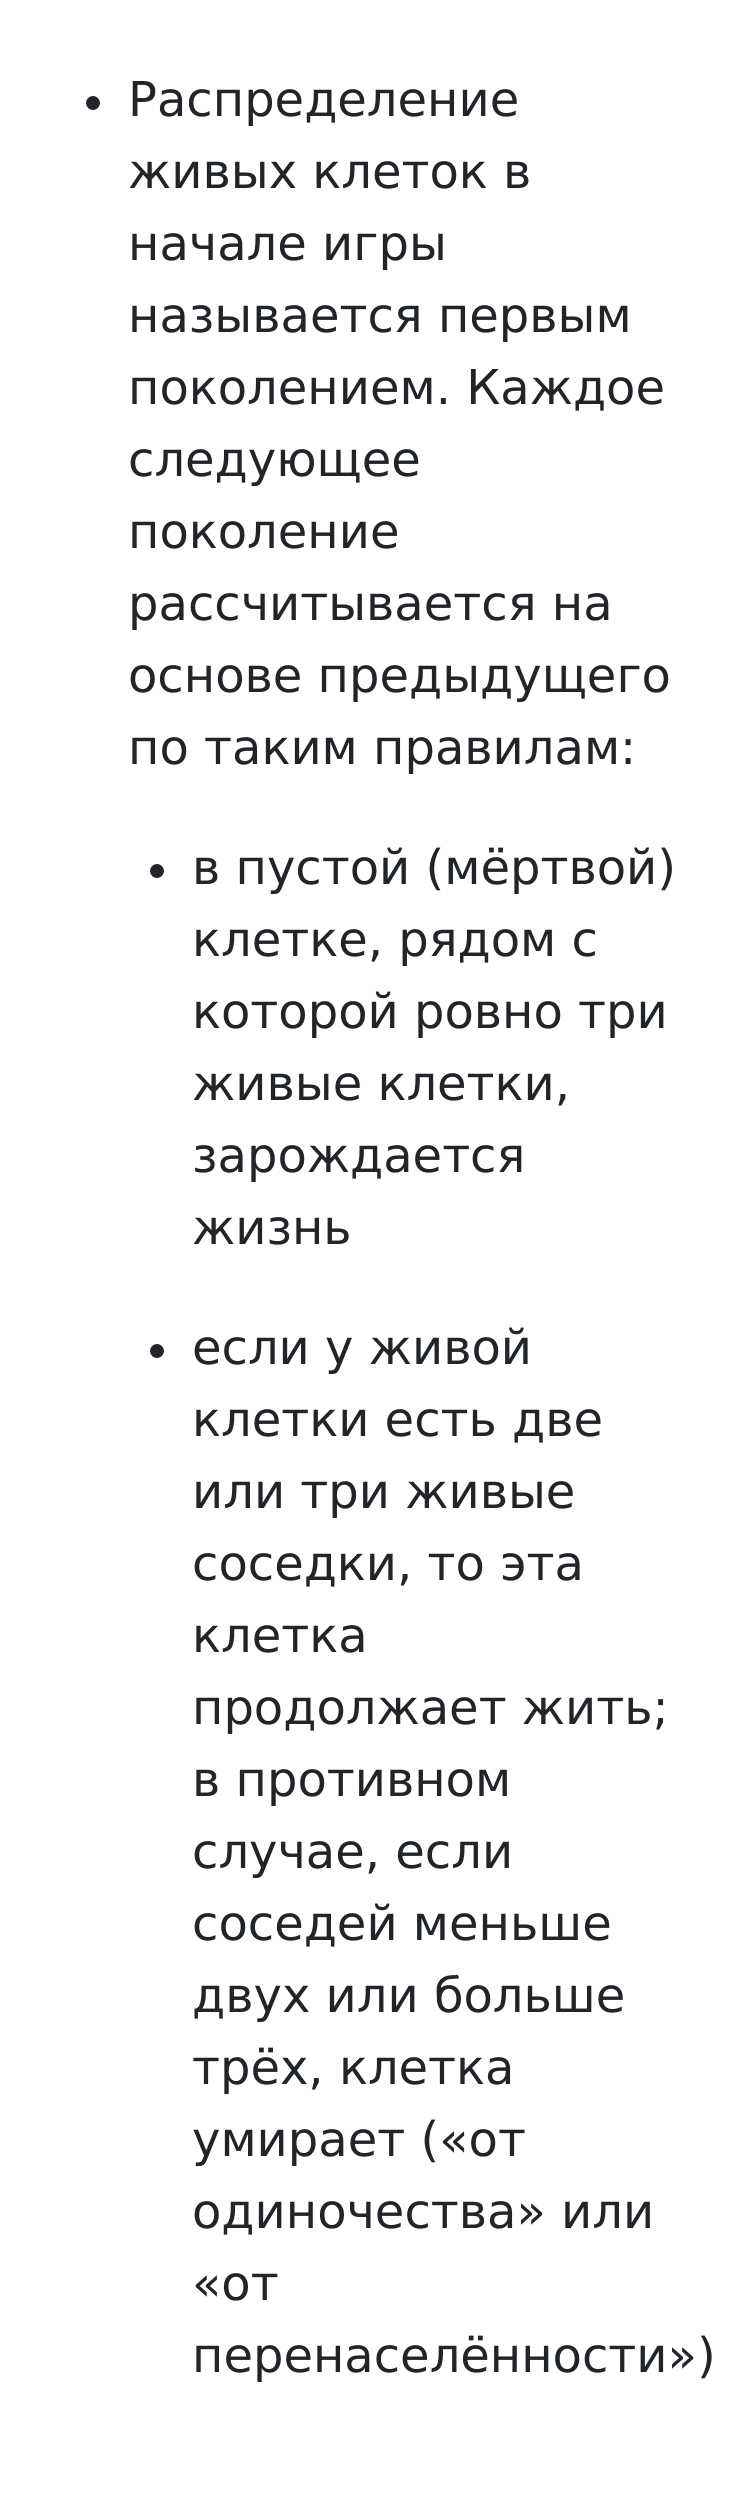 Распределение
живых клеток в
начале игры
называется первым
поколением. Каждое
следующее
поколение
рассчитывается на
основе предыдущего
по таким правилам:
в пустой (мёртвой)
клетке, рядом с
которой ровно три
живые клетки,
зарождается
жизнь
если у живой
клетки есть две
или три живые
соседки, то эта
клетка
продолжает жить;
в противном
случае, если
соседей меньше
двух или больше
трёх, клетка
умирает («от
одиночества» или
«от
перенаселённости»)